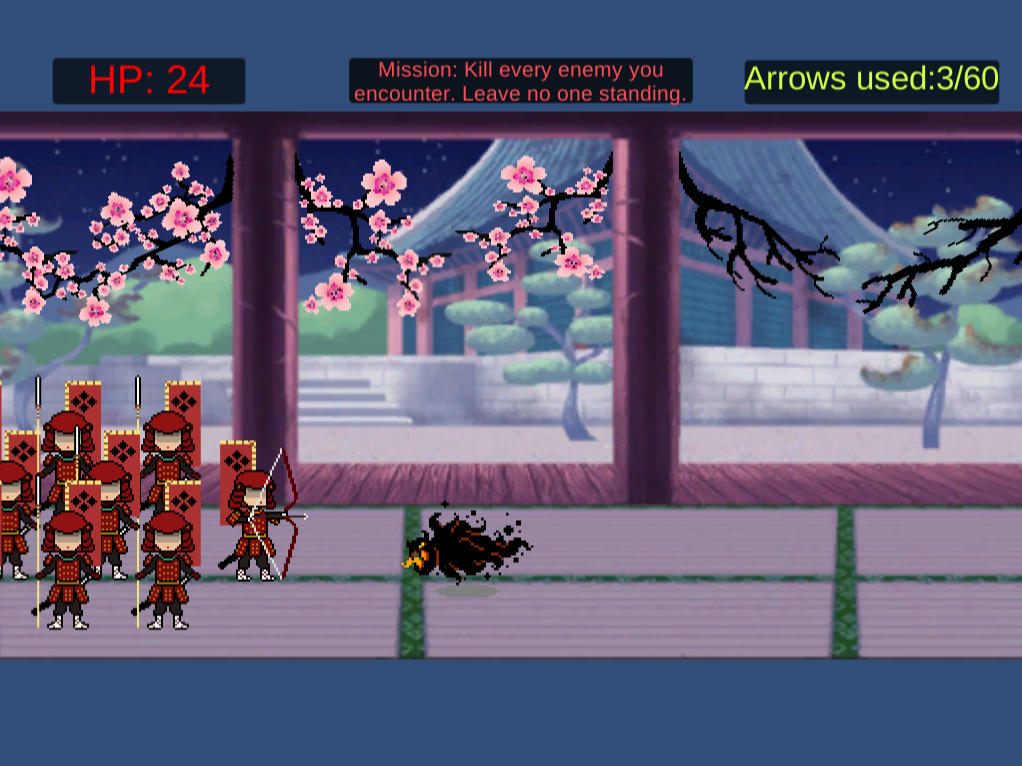 HP: 24
Mission: Kill every enemy you
encounter. Leave no one standing.
Arrows used:3/60